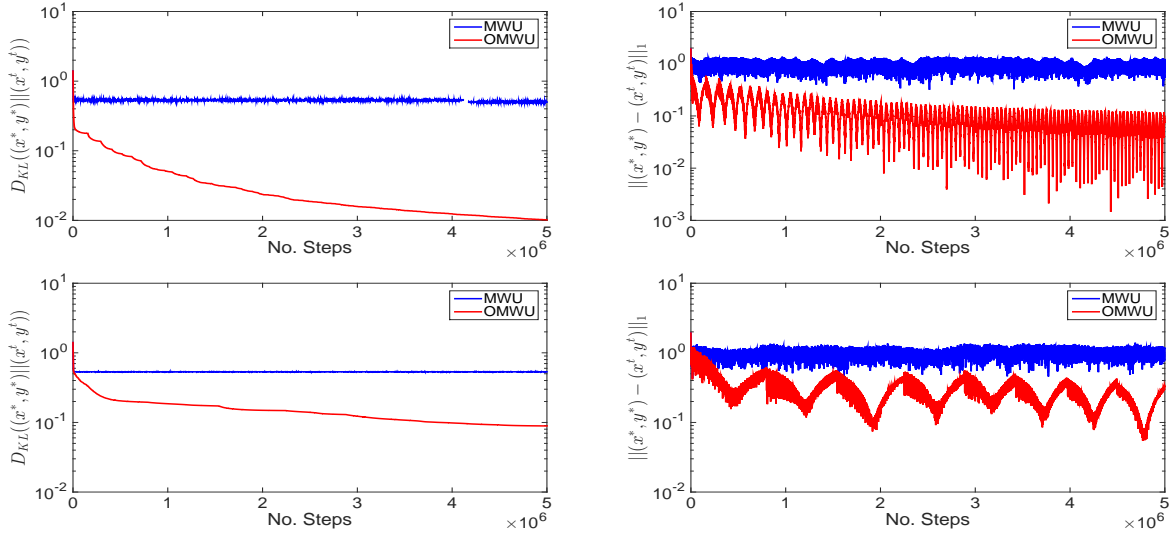 10^1
10^0
10^{-1}
10^{-2}
D_{KL}((x^*, y^*)||(x^t, y^t))
MWU
OMWU
0 1 2 3 4 5
No. Steps
×10^6
10^1
10^0
10^{-1}
10^{-2}
10^{-3}
||(x^*, y^*) − (x^t, y^t)||_1
MWU
OMWU
0 1 2 3 4 5
No. Steps
×10^6
10^1
10^0
10^{-1}
10^{-2}
D_{KL}((x^*, y^*)||(x^t, y^t))
MWU
OMWU
0 1 2 3 4 5
No. Steps
×10^6
10^1
10^0
10^{-1}
10^{-2}
||(x^*, y^*) − (x^t, y^t)||_1
MWU
OMWU
0 1 2 3 4 5
No. Steps
×10^6